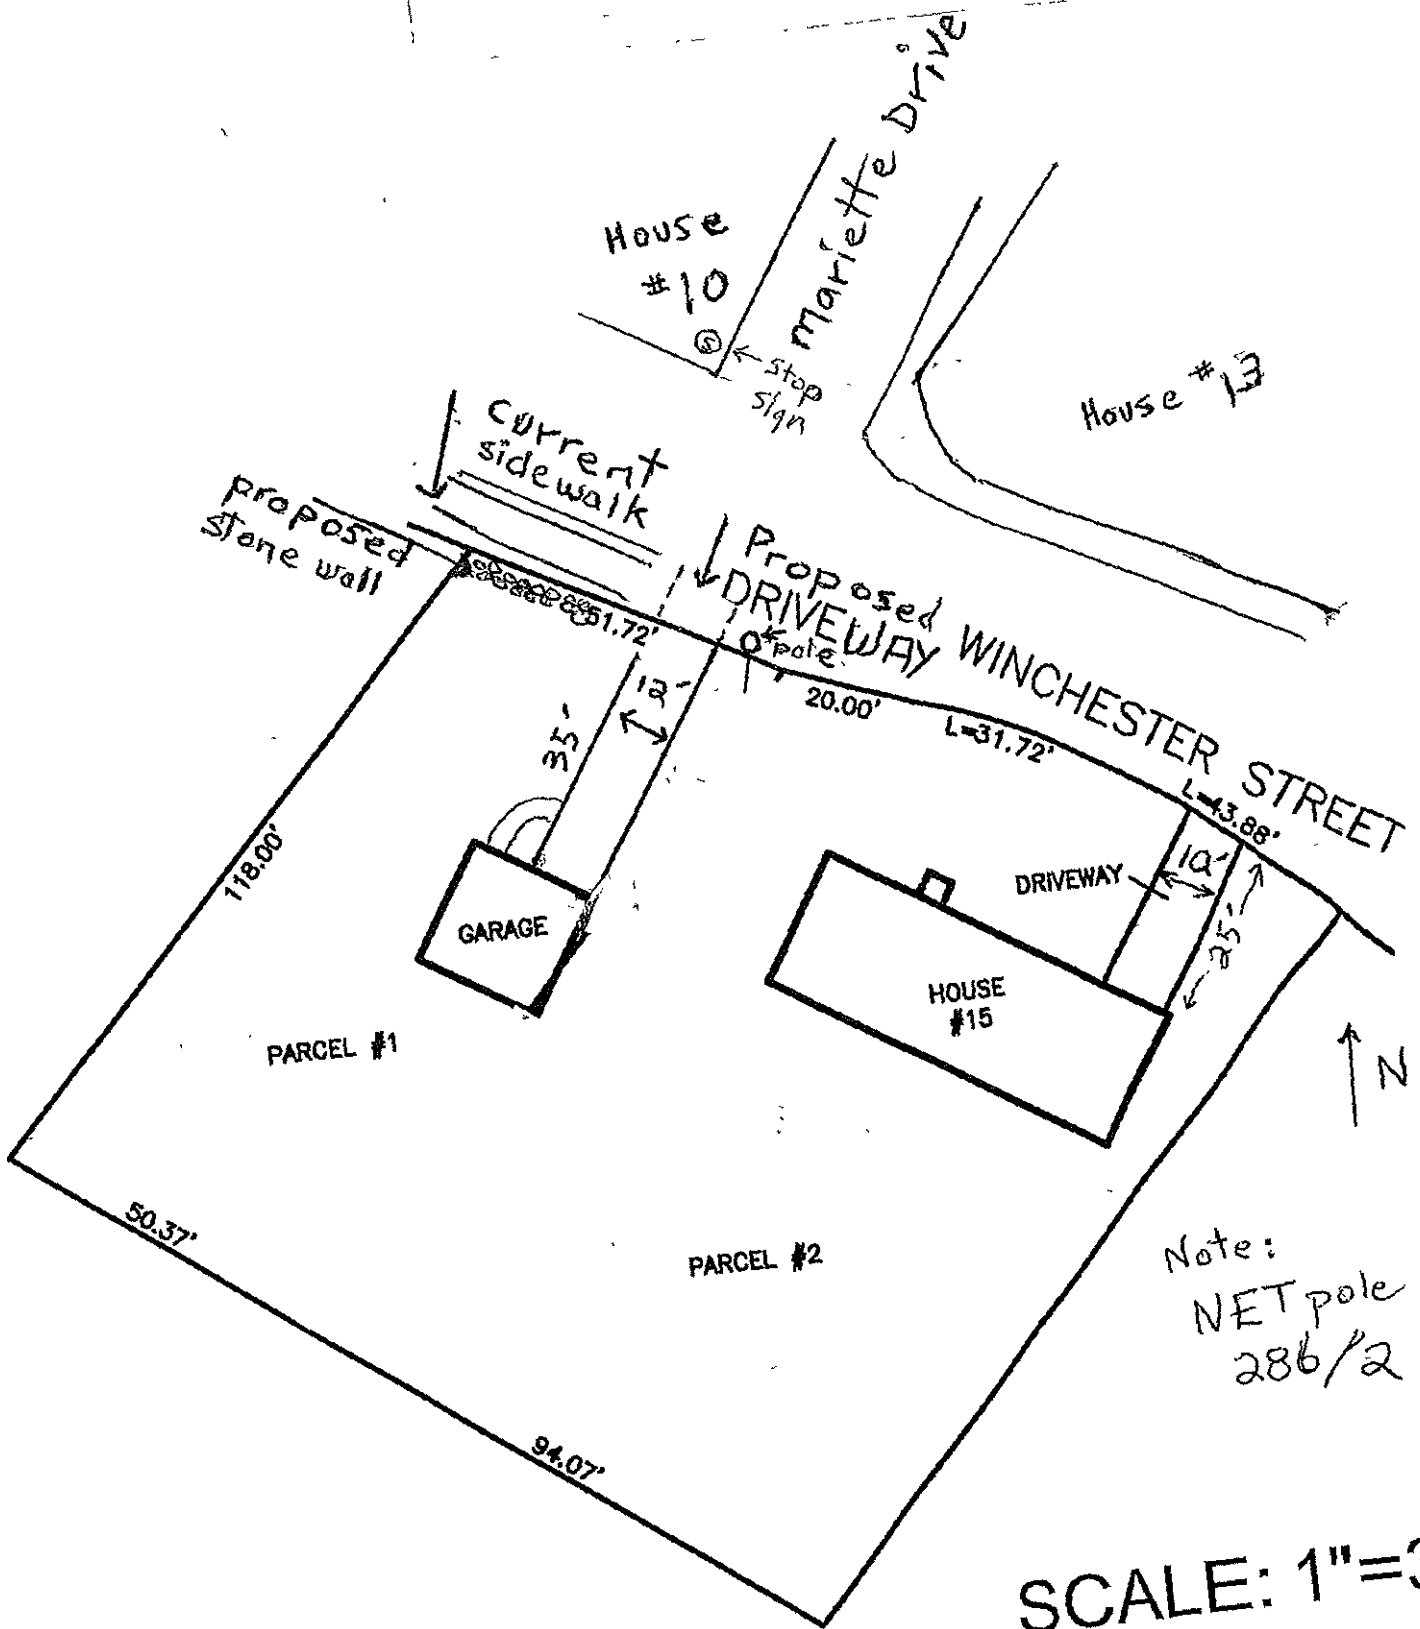 Mariette Drive
House
#10
S
stop
sign
House #13
current
sidewalk
proposed
stone wall
Proposed
DRIVEWAY
WINCHESTER STREET
pole
51.72'
20.00'
L=31.72'
L=43.88'
12'
35'
10'
25'
DRIVEWAY
118.00'
GARAGE
HOUSE
#15
PARCEL #1
N
50.37'
PARCEL #2
Note:
NET pole
286/2
94.07'
SCALE: 1"=3